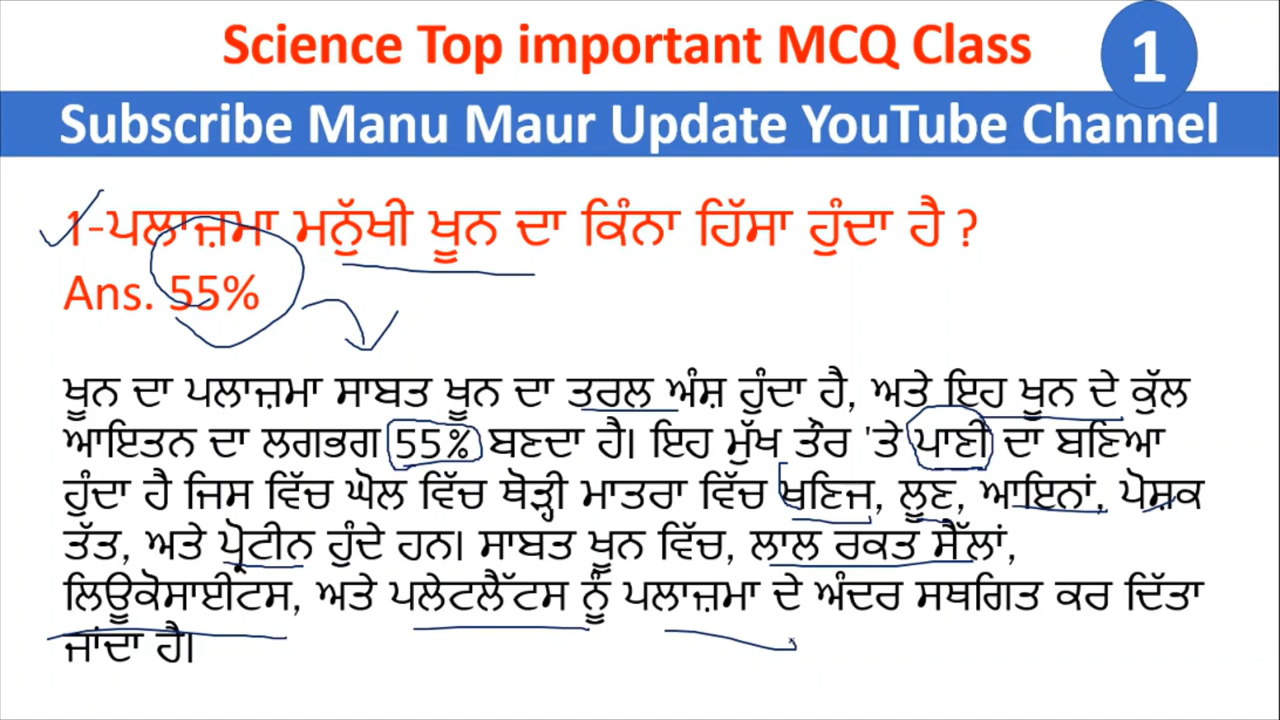 Science Top important MCQ Class
1
Subscribe Manu Maur Update YouTube Channel
1-ਪਲਾਜ਼ਮਾ ਮਨੁੱਖੀ ਖੂਨ ਦਾ ਕਿੰਨਾ ਹਿੱਸਾ ਹੁੰਦਾ ਹੈ ?
Ans. 55%
ਖੂਨ ਦਾ ਪਲਾਜ਼ਮਾ ਸਾਬਤ ਖੂਨ ਦਾ ਤਰਲ ਅੰਸ਼ ਹੁੰਦਾ ਹੈ, ਅਤੇ ਇਹ ਖੂਨ ਦੇ ਕੁੱਲ
ਆਇਤਨ ਦਾ ਲਗਭਗ 55% ਬਣਦਾ ਹੈ। ਇਹ ਮੁੱਖ ਤੌਰ 'ਤੇ ਪਾਣੀ ਦਾ ਬਣਿਆ
ਹੁੰਦਾ ਹੈ ਜਿਸ ਵਿੱਚ ਘੋਲ ਵਿੱਚ ਥੋੜ੍ਹੀ ਮਾਤਰਾ ਵਿੱਚ ਖਣਿਜ, ਲੂਣ, ਆਇਨਾਂ, ਪੋਸ਼ਕ
ਤੱਤ, ਅਤੇ ਪ੍ਰੋਟੀਨ ਹੁੰਦੇ ਹਨ। ਸਾਬਤ ਖੂਨ ਵਿੱਚ, ਲਾਲ ਰਕਤ ਸੈੱਲਾਂ,
ਲਿਊਕੋਸਾਈਟਸ, ਅਤੇ ਪਲੇਟਲੈੱਟਸ ਨੂੰ ਪਲਾਜ਼ਮਾ ਦੇ ਅੰਦਰ ਸਥਗਿਤ ਕਰ ਦਿੱਤਾ
ਜਾਂਦਾ ਹੈ।